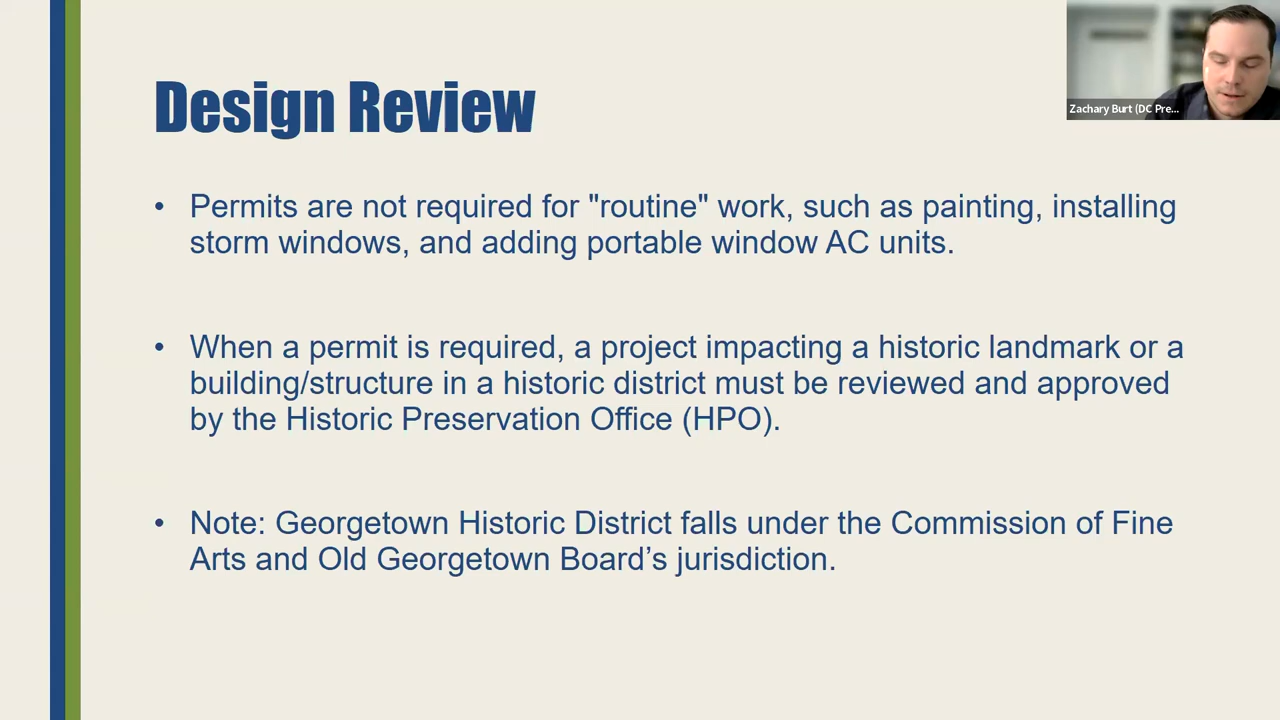 Design Review
Zachary Burt (DC Pre...
• Permits are not required for "routine" work, such as painting, installing
storm windows, and adding portable window AC units.
• When a permit is required, a project impacting a historic landmark or a
building/structure in a historic district must be reviewed and approved
by the Historic Preservation Office (HPO).
• Note: Georgetown Historic District falls under the Commission of Fine
Arts and Old Georgetown Board’s jurisdiction.